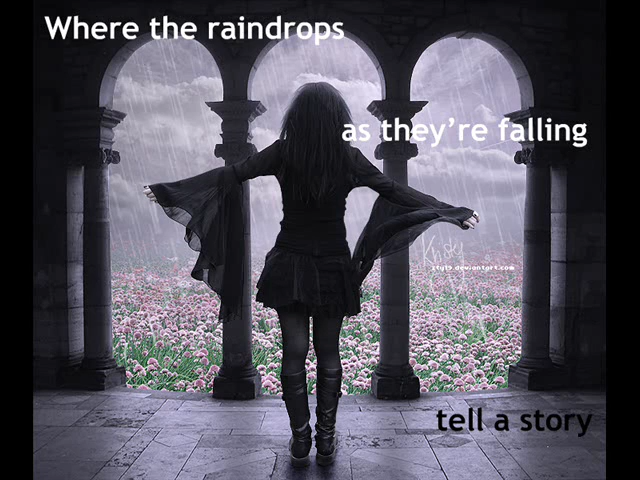 Where the raindrops
as they’re falling
tell a story